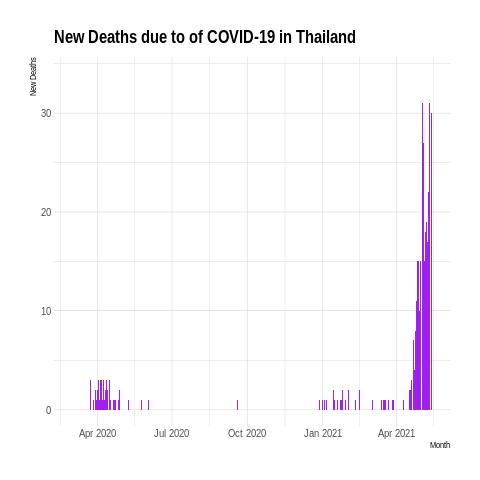 New Deaths due to of COVID-19 in Thailand
New Deaths
30
20
10
0
Apr 2020 Jul 2020 Oct 2020 Jan 2021 Apr 2021
Month